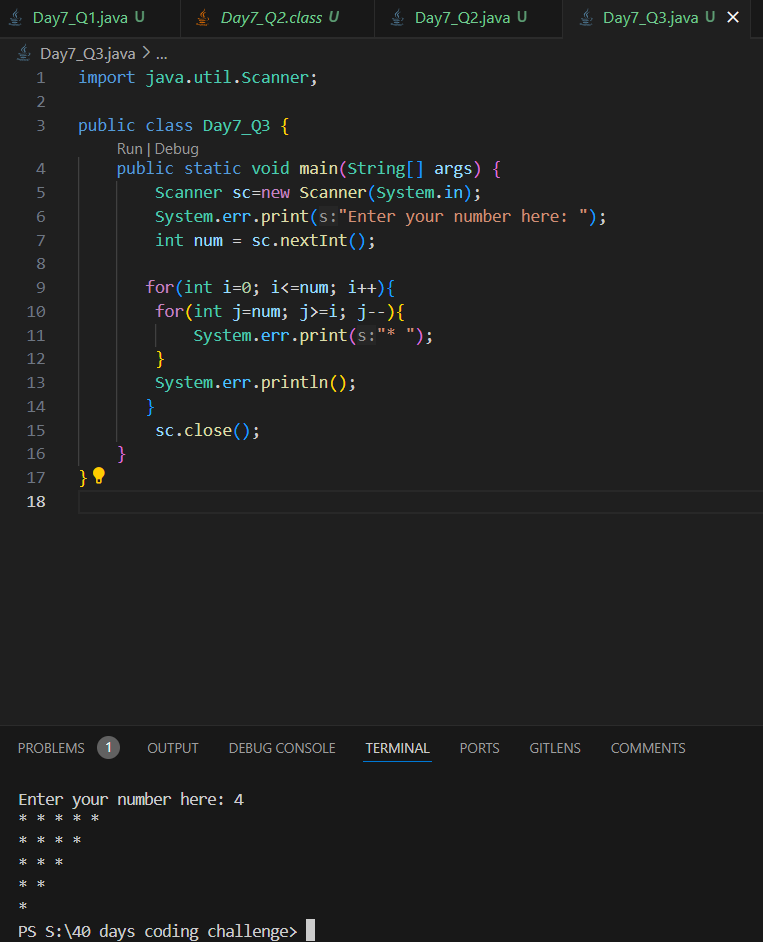 Day7_Q1.java U Day7_Q2.class U Day7_Q2.java U Day7_Q3.java U ×
Day7_Q3.java > ...
1 import java.util.Scanner;
2
3 public class Day7_Q3 {
Run | Debug
4 public static void main(String[] args) {
5 Scanner sc=new Scanner(System.in);
6 System.err.print(s:"Enter your number here: ");
7 int num = sc.nextInt();
8
9 for(int i=0; i<=num; i++){
10 for(int j=num; j>=i; j--){
11 System.err.print(s:"* ");
12 }
13 System.err.println();
14 }
15 sc.close();
16 }
17 }
18
PROBLEMS 1 OUTPUT DEBUG CONSOLE TERMINAL PORTS GITLENS COMMENTS
Enter your number here: 4
* * * * *
* * * *
* * *
* *
*
PS S:\40 days coding challenge>